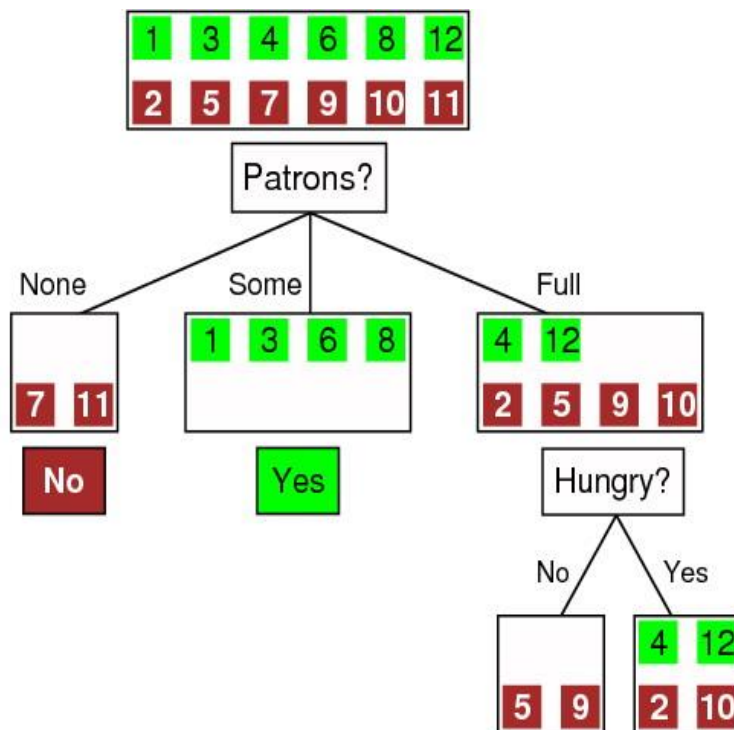 1 3 4 6 8 12
2 5 7 9 10 11
Patrons?
None Some Full
1 3 6 8 4 12
7 11 2 5 9 10
No Yes Hungry?
No Yes
4 12
5 9 2 10